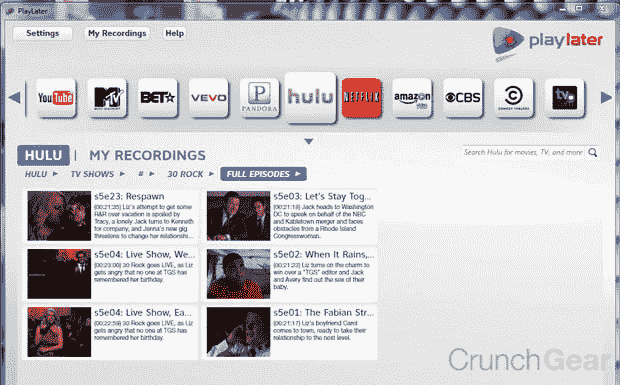 PlayLater
Settings My Recordings Help
playlater
You Tube MTV BET vevo P PANDORA hulu NETFLIX amazon CBS C tv
HULU | MY RECORDINGS
Search Hulu for movies, TV, and more
HULU TV SHOWS # 30 ROCK FULL EPISODES
s5e23: Respawn
(00:21:35) Liz's attempt to get some
R&R over vacation is spoiled by
Tracy, a lonely Jack turns to Kenneth
for company, and Jenna's new gig
threatens to change her relationshi...
s5e03: Let's Stay Tog...
(00:21:18) Jack heads to Washington
DC to speak on behalf of the NBC
and Kabletown merger and faces
obstacles from a Rhode Island
Congresswoman.
s5e04: Live Show, We...
(00:23:00) 30 Rock goes LIVE, as Liz
gets angry that no one at TGS has
remembered her birthday.
s5e02: When It Rains,...
(00:21:23) Liz turns on the charm to
win over a "TGS" editor and Jack
and Avery find out the sex of their
baby.
s5e04: Live Show, Ea...
(00:22:59) 30 Rock goes LIVE, as Liz
gets angry that no one at TGS has
remembered her birthday.
s5e01: The Fabian Str...
(00:21:17) Liz's boyfriend Carol
comes to town, ready to take their
relationship to the next level.
CrunchGear